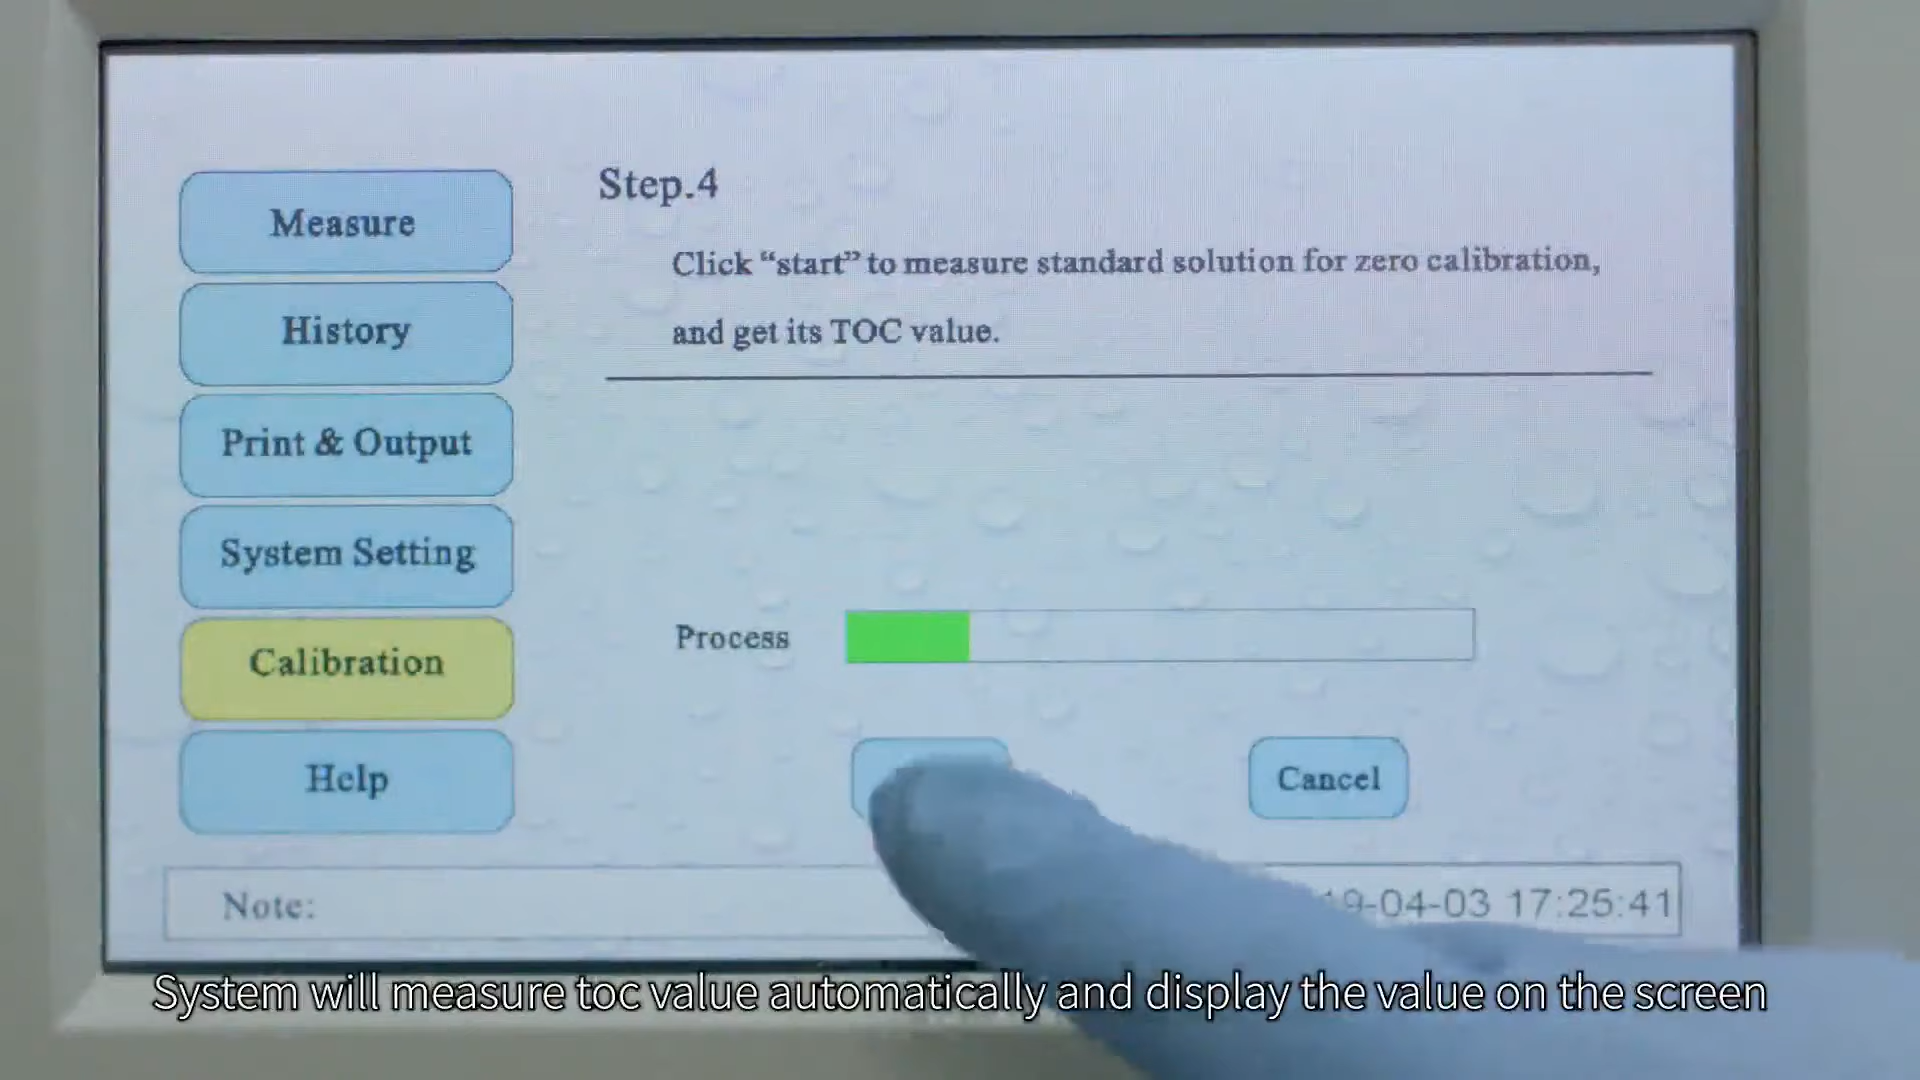 Step.4
Click “start” to measure standard solution for zero calibration,
and get its TOC value.
Measure
History
Print & Output
System Setting
Calibration
Help
Process
Cancel
Note:
19-04-03 17:25:41
System will measure toc value automatically and display the value on the screen